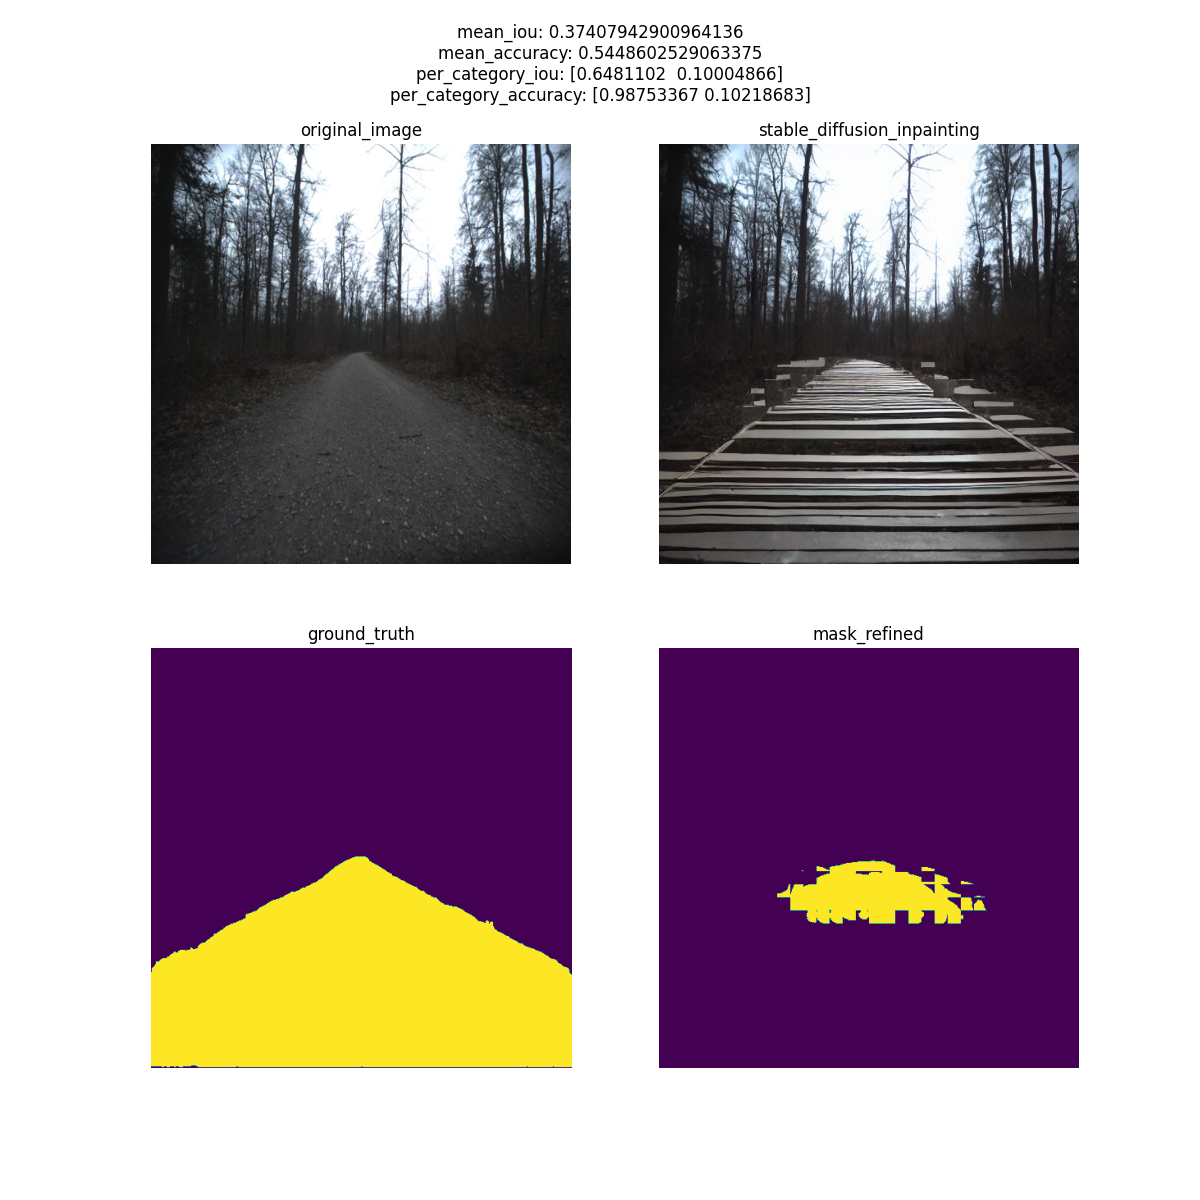 mean_iou: 0.37407942900964136
mean_accuracy: 0.5448602529063375
per_category_iou: [0.6481102  0.10004866]
per_category_accuracy: [0.98753367 0.10218683]
original_image
stable_diffusion_inpainting
ground_truth
mask_refined